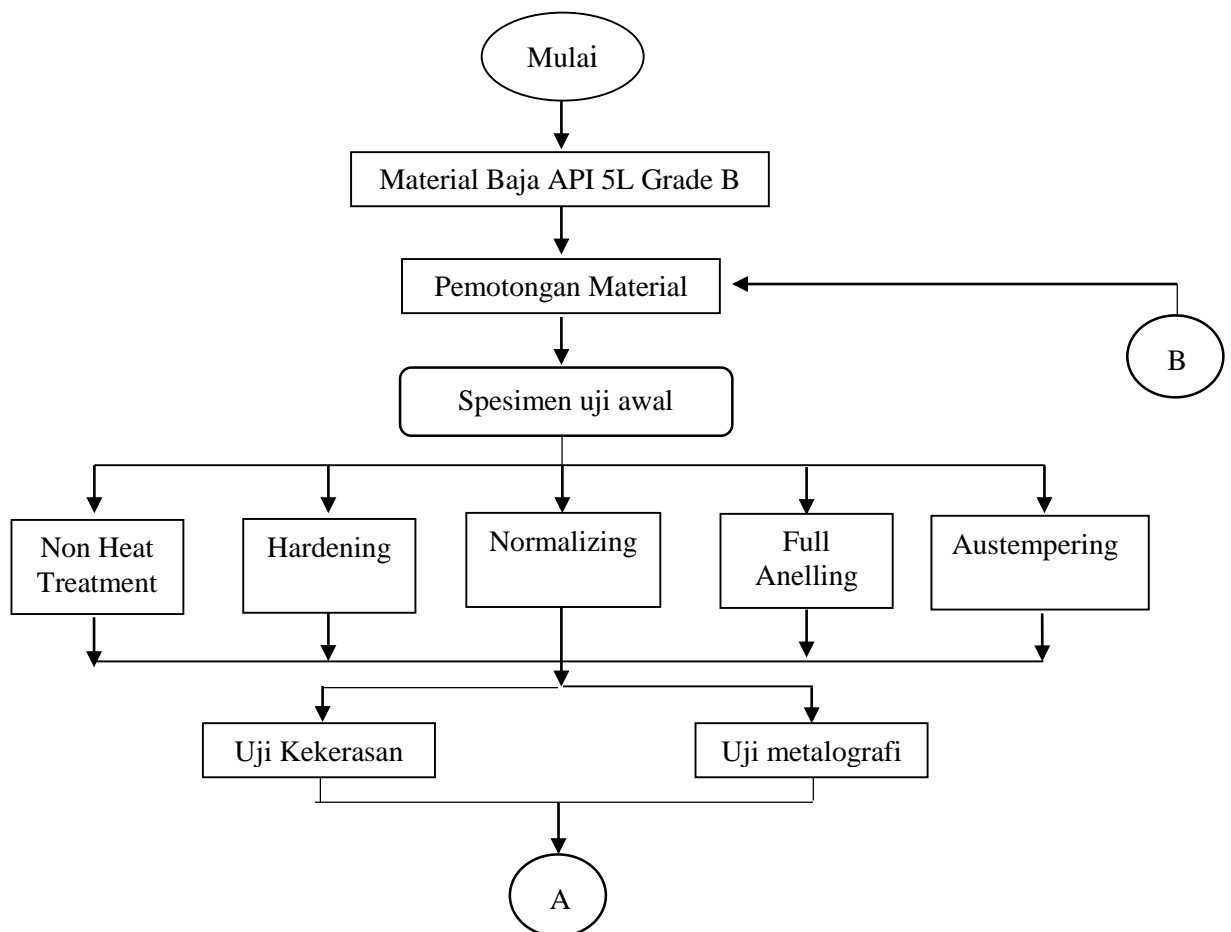 Mulai
Material Baja API 5L Grade B
Pemotongan Material
B
Spesimen uji awal
Non Heat
Treatment
Hardening
Normalizing
Full
Anelling
Austempering
Uji Kekerasan
Uji metalografi
A